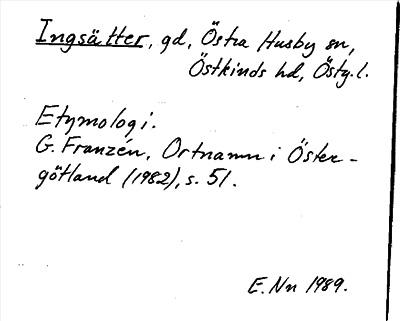 Ingsätter, gd, Östra Husby sn,
Östkinds hd, Östg.l.
Etymologi.
G. Franzén, Ortnamn i Öster-
götland (1982), s. 51.
E. Nn 1989.